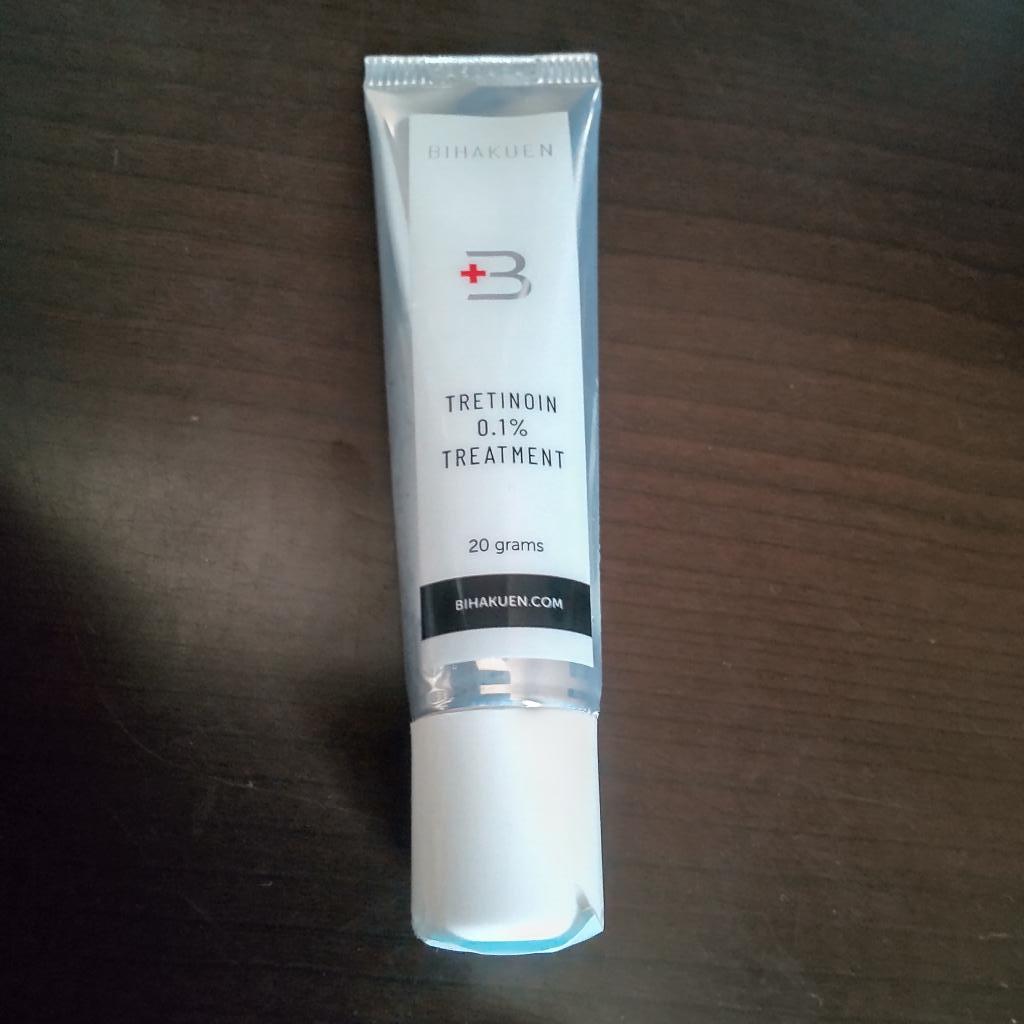 BIHAKUEN
B
TRETINOIN
0.1%
TREATMENT
20 grams
BIHAKUEN.COM